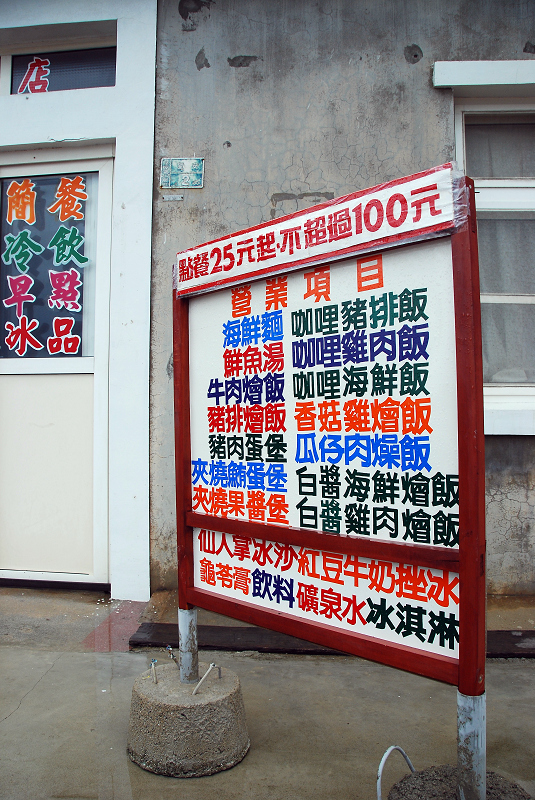 店
簡餐
冷飲
早點
冰品
點餐25元起·不超過100元
營業項目
海鮮麵 咖哩豬排飯
鮮魚湯 咖哩雞肉飯
牛肉燴飯 咖哩海鮮飯
豬排燴飯 香菇雞燴飯
豬肉蛋堡 瓜仔肉燥飯
夾燒鮪蛋堡 白醬海鮮燴飯
夾燒果醬堡 白醬雞肉燴飯
仙人掌冰沙紅豆牛奶挫冰
龜苓膏飲料礦泉水冰淇淋